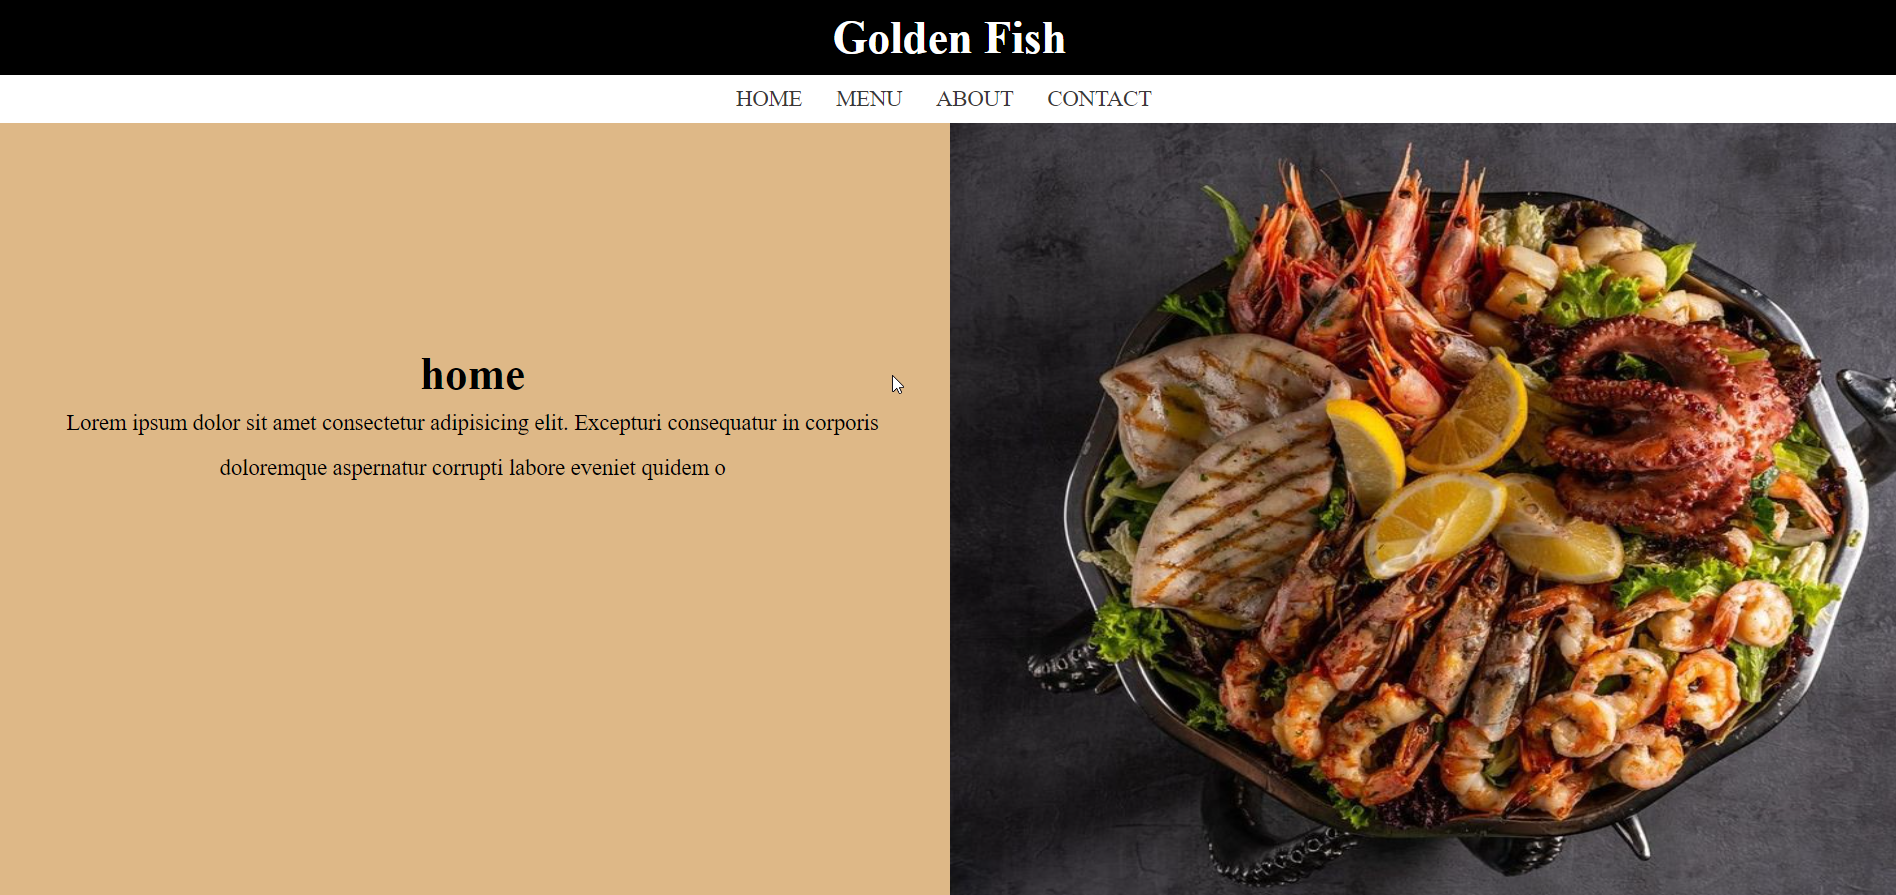 Golden Fish
HOME MENU ABOUT CONTACT
home
Lorem ipsum dolor sit amet consectetur adipisicing elit. Excepturi consequatur in corporis
doloremque aspernatur corrupti labore eveniet quidem o